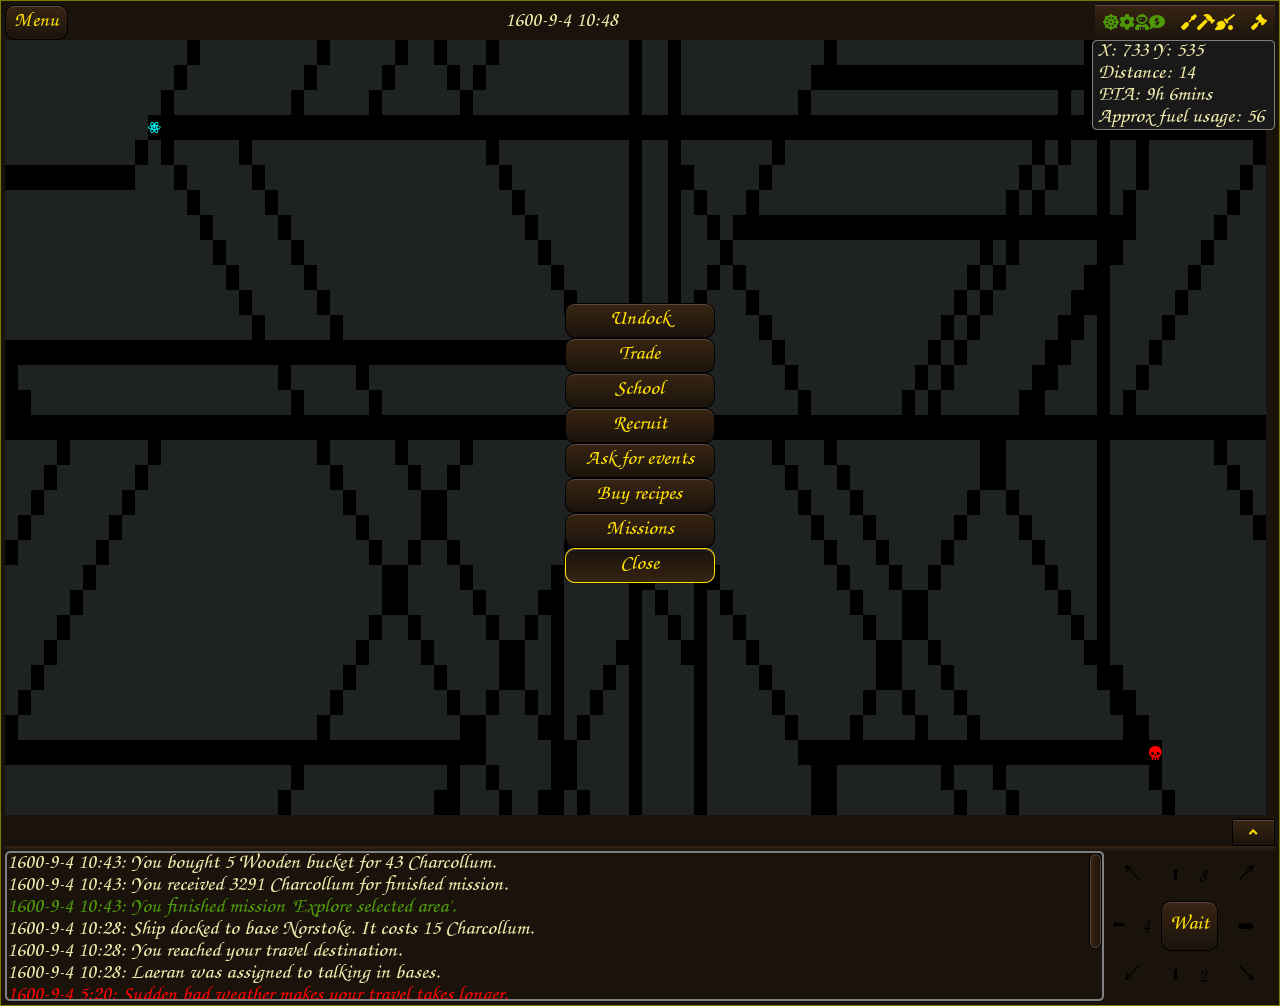 Menu
1600-9-4 10:48
X: 733 Y: 535
Distance: 14
ETA: 9h 6mins
Approx fuel usage: 56
Undock
Trade
School
Recruit
Ask for events
Buy recipes
Missions
Close
1600-9-4 10:43: You bought 5 Wooden bucket for 43 Charcollum.
1600-9-4 10:43: You received 3291 Charcollum for finished mission.
1600-9-4 10:43: You finished mission 'Explore selected area'.
1600-9-4 10:28: Ship docked to base Norstoke. It costs 15 Charcollum.
1600-9-4 10:28: You reached your travel destination.
1600-9-4 10:28: Laeran was assigned to talking in bases.
1600-9-4 5:20: Sudden bad weather makes your travel takes longer.
8
4
Wait
2